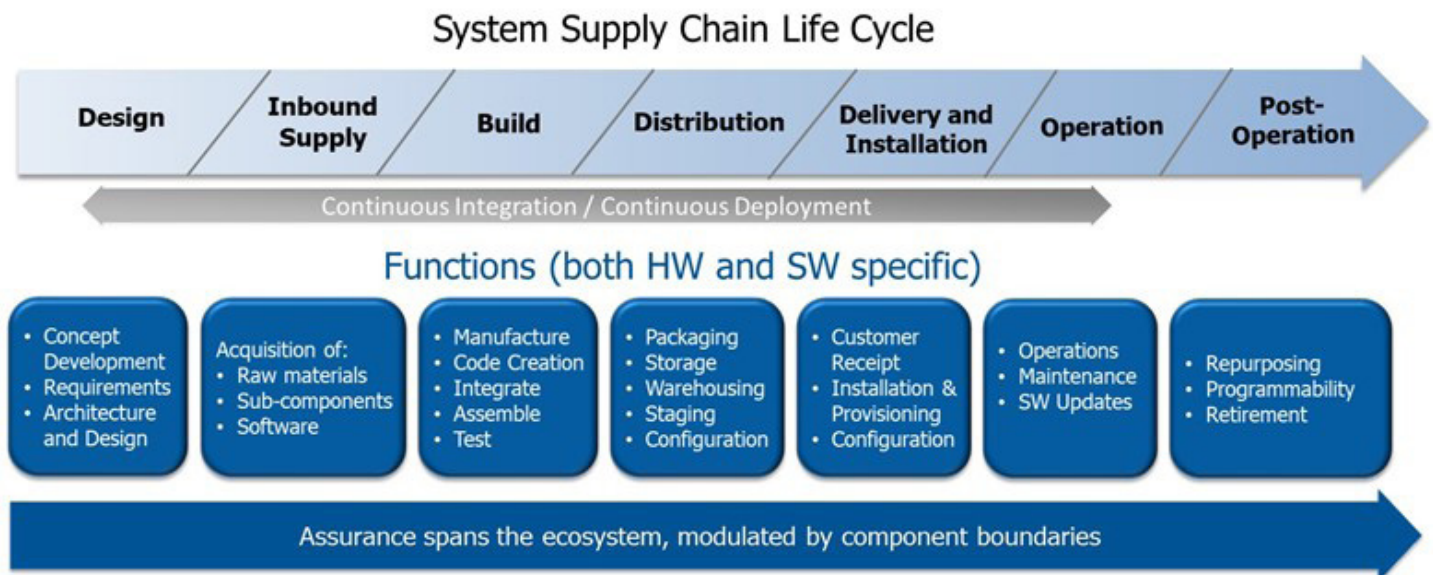 System Supply Chain Life Cycle
Design
Inbound
Supply
Build
Distribution
Delivery and
Installation
Operation
Post-
Operation
Continuous Integration / Continuous Deployment
Functions (both HW and SW specific)
• Concept
Development
• Requirements
• Architecture
and Design
Acquisition of:
• Raw materials
• Sub-components
• Software
• Manufacture
• Code Creation
• Integrate
• Assemble
• Test
• Packaging
• Storage
• Warehousing
• Staging
• Configuration
• Customer
Receipt
• Installation &
Provisioning
• Configuration
• Operations
• Maintenance
• SW Updates
• Repurposing
• Programmability
• Retirement
Assurance spans the ecosystem, modulated by component boundaries